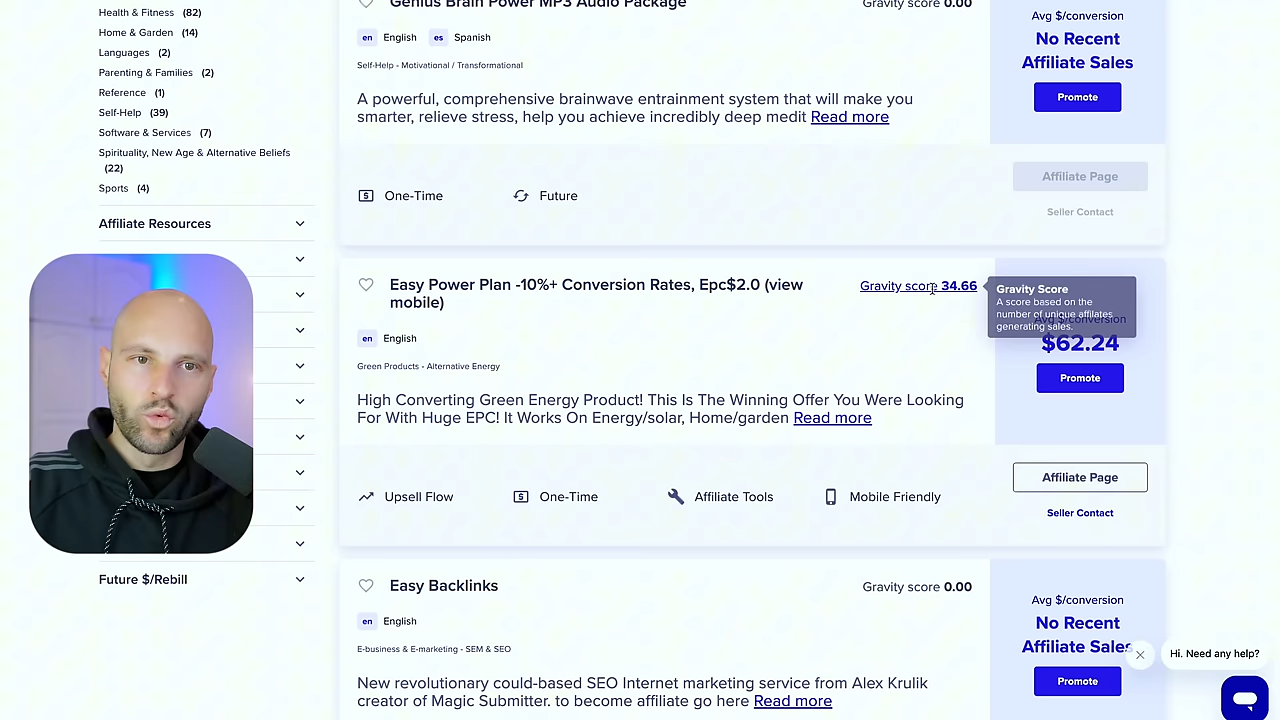 Health & Fitness (82)
Home & Garden (14)
Languages (2)
Parenting & Families (2)
Reference (1)
Self-Help (39)
Software & Services (7)
Spirituality, New Age & Alternative Beliefs
(22)
Sports (4)
Affiliate Resources
Future $/Rebill
Genius Brain Power MP3 Audio Package
Gravity score 0.00
en English es Spanish
Self-Help - Motivational / Transformational
A powerful, comprehensive brainwave entrainment system that will make you
smarter, relieve stress, help you achieve incredibly deep medit Read more
Avg $/conversion
No Recent
Affiliate Sales
Promote
One-Time
Future
Affiliate Page
Seller Contact
Easy Power Plan -10%+ Conversion Rates, Epc$2.0 (view
mobile)
Gravity score 34.66
Gravity Score
A score based on the
number of unique affilates
generating sales.
Avg $/conversion
$62.24
Promote
en English
Green Products - Alternative Energy
High Converting Green Energy Product! This Is The Winning Offer You Were Looking
For With Huge EPC! It Works On Energy/solar, Home/garden Read more
Upsell Flow
One-Time
Affiliate Tools
Mobile Friendly
Affiliate Page
Seller Contact
Easy Backlinks
Gravity score 0.00
en English
E-business & E-marketing - SEM & SEO
New revolutionary could-based SEO Internet marketing service from Alex Krulik
creator of Magic Submitter. to become affiliate go here Read more
Avg $/conversion
No Recent
Affiliate Sales
Promote
Hi. Need any help?